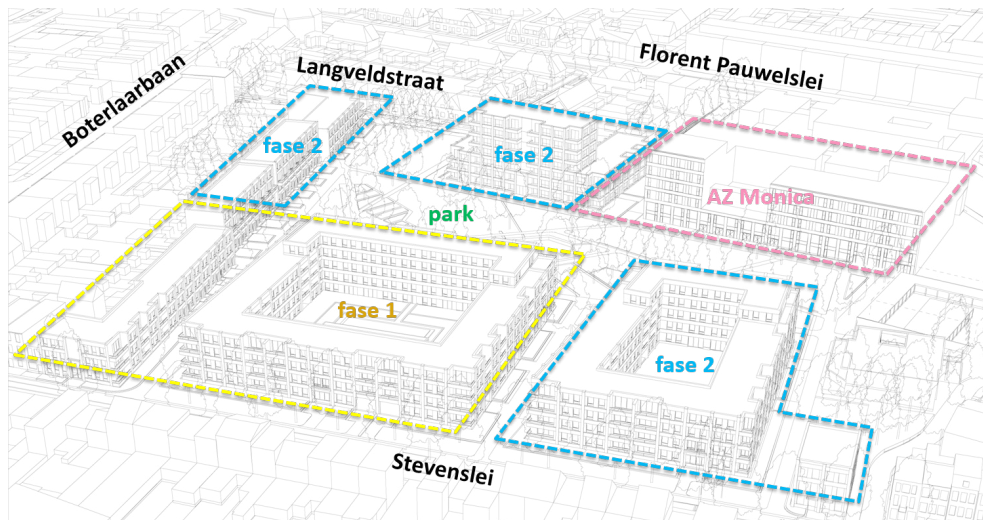 Florent Pauwelslei
Langveldstraat
Boterlaarbaan
fase 2
fase 2
AZ Monica
park
fase 1
fase 2
Stevenslei